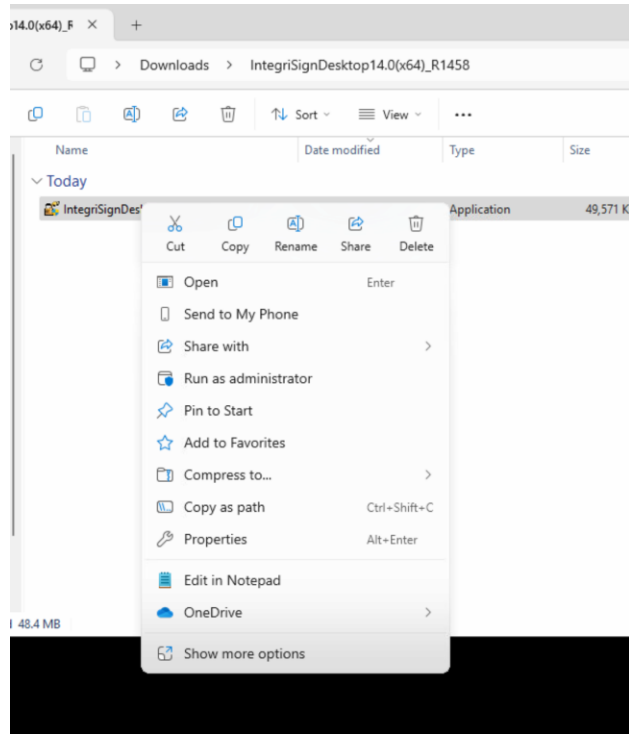 o14.0(x64)_F
Downloads > IntegriSignDesktop14.0(x64)_R1458
Sort View
Name Date modified Type Size
Today
IntegriSignDes Application 49,571 K
Cut Copy Rename Share Delete
Open Enter
Send to My Phone
Share with
Run as administrator
Pin to Start
Add to Favorites
Compress to...
Copy as path Ctrl+Shift+C
Properties Alt+Enter
Edit in Notepad
OneDrive
48.4 MB
Show more options